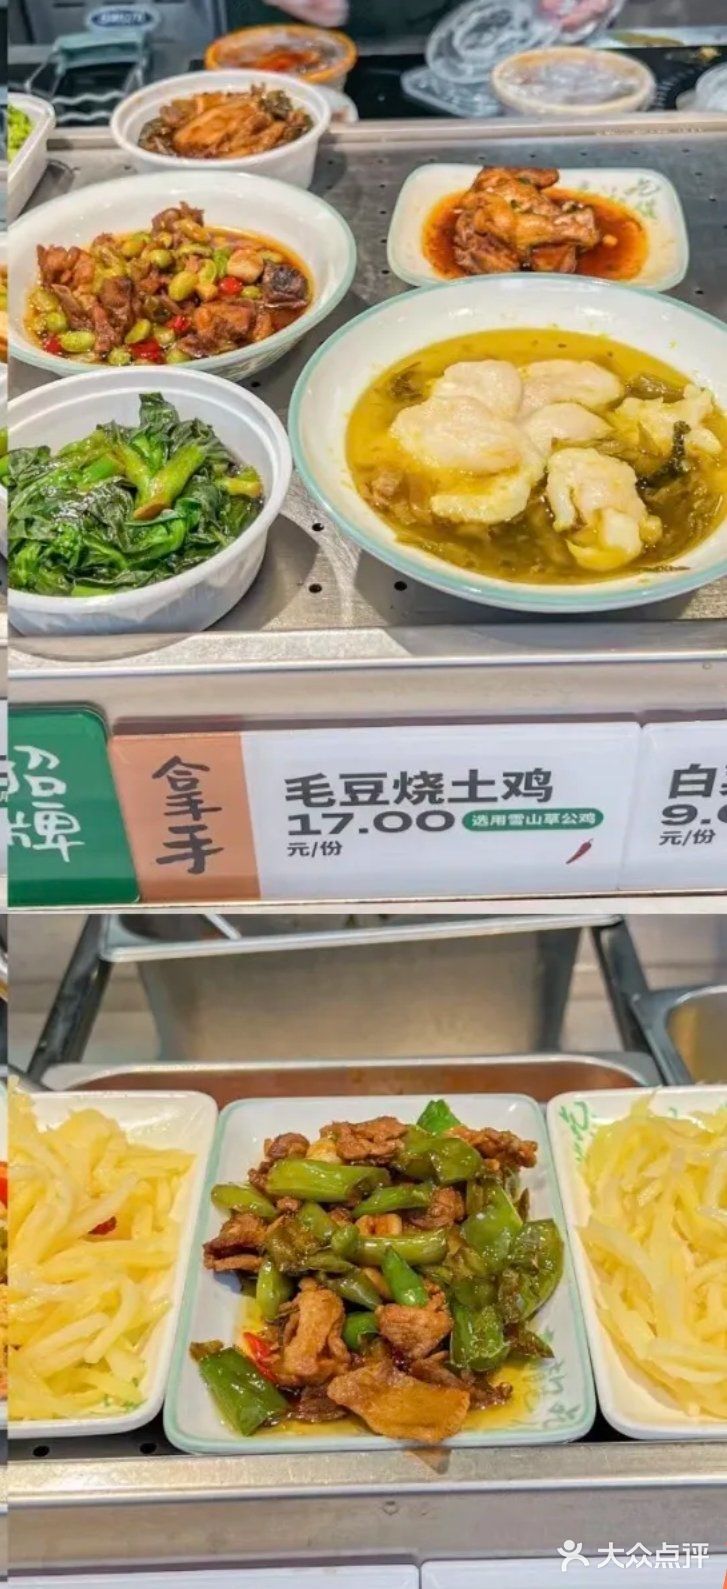 招牌
拿手
毛豆烧土鸡
17.00
选用雪山草公鸡
元/份
白
9.
元/份
大众点评